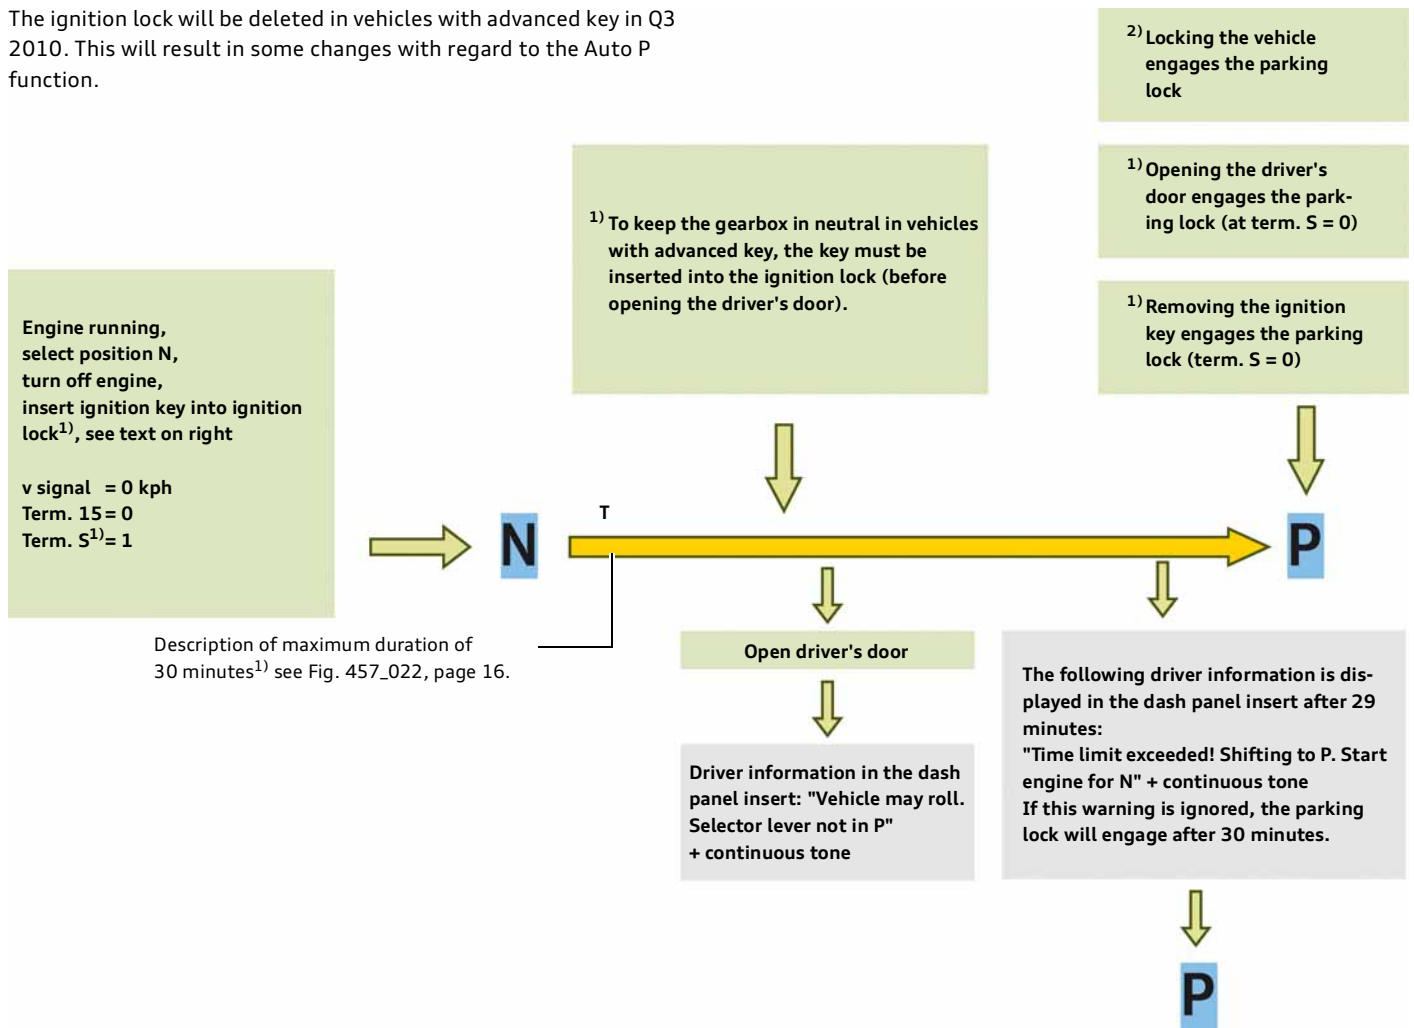 The ignition lock will be deleted in vehicles with advanced key in Q3
2010. This will result in some changes with regard to the Auto P
function.
2) Locking the vehicle
engages the parking
lock
1) Opening the driver's
door engages the park-
ing lock (at term. S = 0)
1) Removing the ignition
key engages the parking
lock (term. S = 0)
1) To keep the gearbox in neutral in vehicles
with advanced key, the key must be
inserted into the ignition lock (before
opening the driver's door).
Engine running,
select position N,
turn off engine,
insert ignition key into ignition
lock1), see text on right
v signal = 0 kph
Term. 15 = 0
Term. S1) = 1
N
T
P
Description of maximum duration of
30 minutes1) see Fig. 457_022, page 16.
Open driver's door
Driver information in the dash
panel insert: "Vehicle may roll.
Selector lever not in P"
+ continuous tone
The following driver information is dis-
played in the dash panel insert after 29
minutes:
"Time limit exceeded! Shifting to P. Start
engine for N" + continuous tone
If this warning is ignored, the parking
lock will engage after 30 minutes.
P